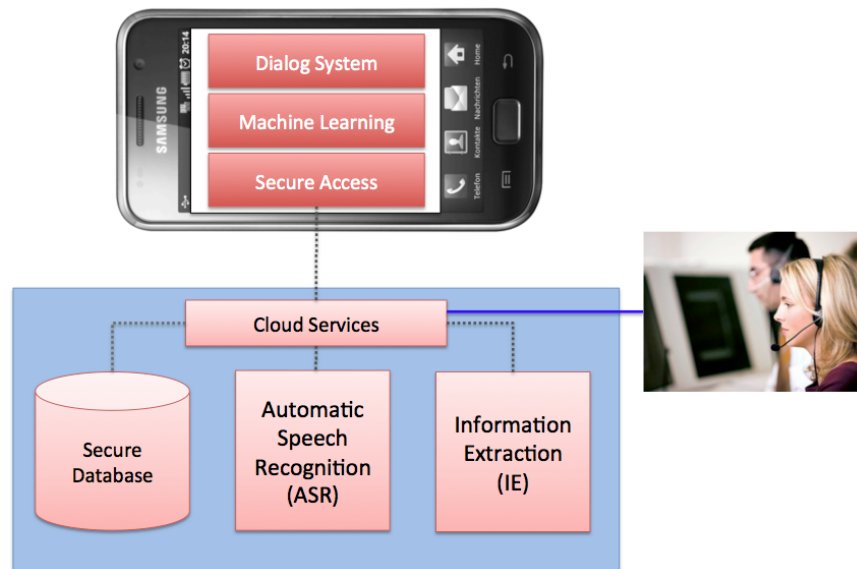 Dialog System
Machine Learning
Secure Access
SAMSUNG
20:14
Home
Nachrichten
Kontakte
Telefon
Cloud Services
Secure
Database
Automatic
Speech
Recognition
(ASR)
Information
Extraction
(IE)